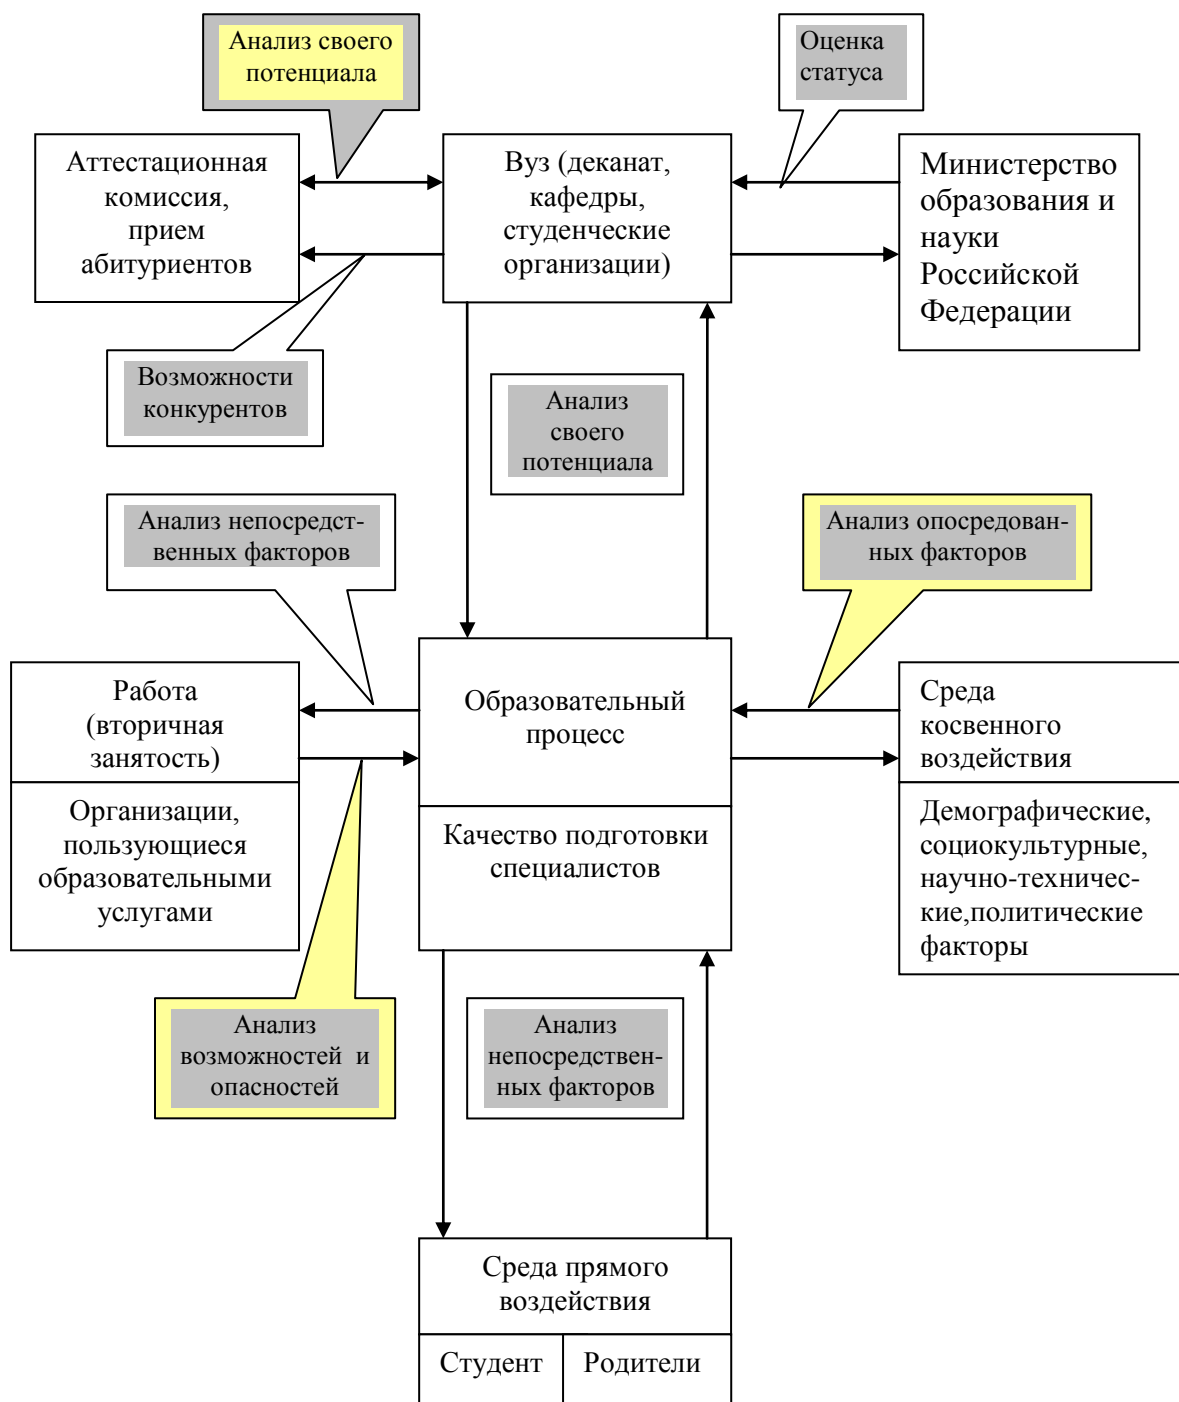 Анализ своего
потенциала
Оценка
статуса
Аттестационная
комиссия,
прием
абитуриентов
Вуз (деканат,
кафедры,
студенческие
организации)
Министерство
образования и
науки
Российской
Федерации
Возможности
конкурентов
Анализ
своего
потенциала
Анализ непосредст-
венных факторов
Анализ опосредован-
ных факторов
Работа
(вторичная
занятость)
Организации,
пользующиеся
образовательными
услугами
Образовательный
процесс
Качество подготовки
специалистов
Среда
косвенного
воздействия
Демографические,
социокультурные,
научно-техничес-
кие,политические
факторы
Анализ
возможностей и
опасностей
Анализ
непосредствен-
ных факторов
Среда прямого
воздействия
Студент
Родители